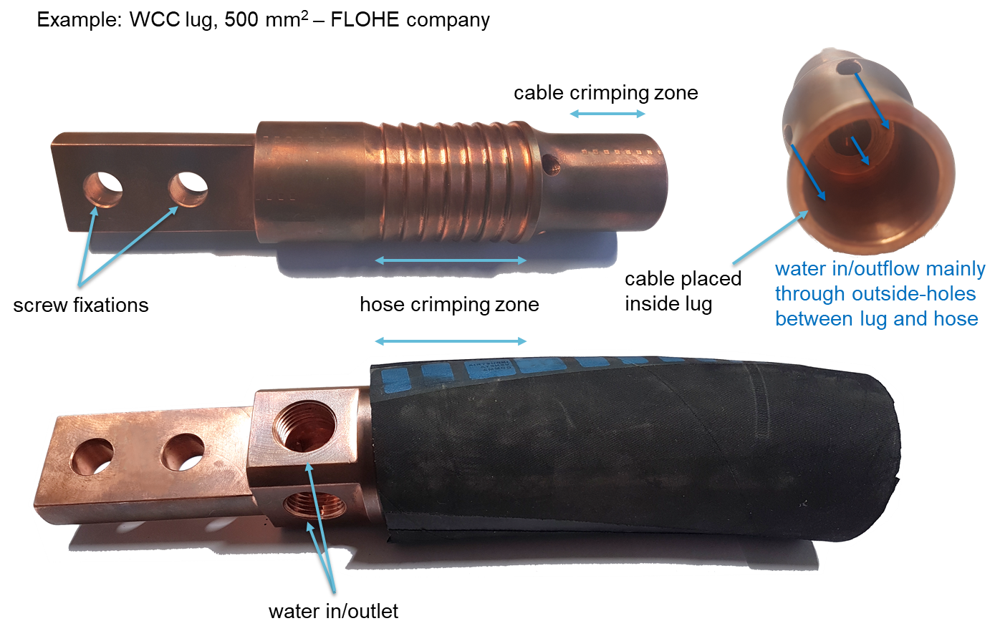 Example: WCC lug, 500 mm² – FLOHE company
cable crimping zone
screw fixations
hose crimping zone
cable placed
inside lug
water in/outflow mainly
through outside-holes
between lug and hose
water in/outlet